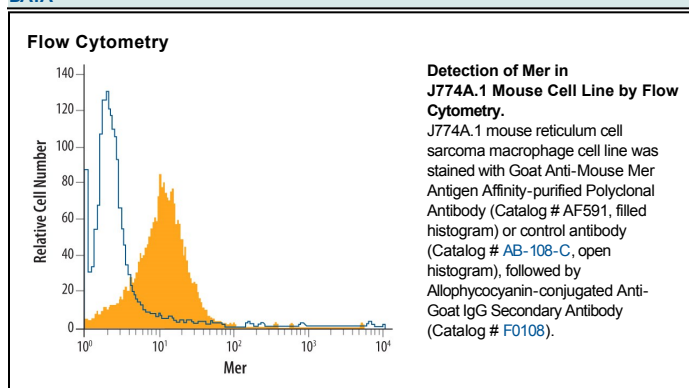 Flow Cytometry
140
120
100
80
60
40
20
0
Relative Cell Number
10⁰ 10¹ 10² 10³ 10⁴
Mer
Detection of Mer in
J774A.1 Mouse Cell Line by Flow
Cytometry.
J774A.1 mouse reticulum cell
sarcoma macrophage cell line was
stained with Goat Anti-Mouse Mer
Antigen Affinity-purified Polyclonal
Antibody (Catalog # AF591, filled
histogram) or control antibody
(Catalog # AB-108-C, open
histogram), followed by
Allophycocyanin-conjugated Anti-
Goat IgG Secondary Antibody
(Catalog # F0108).